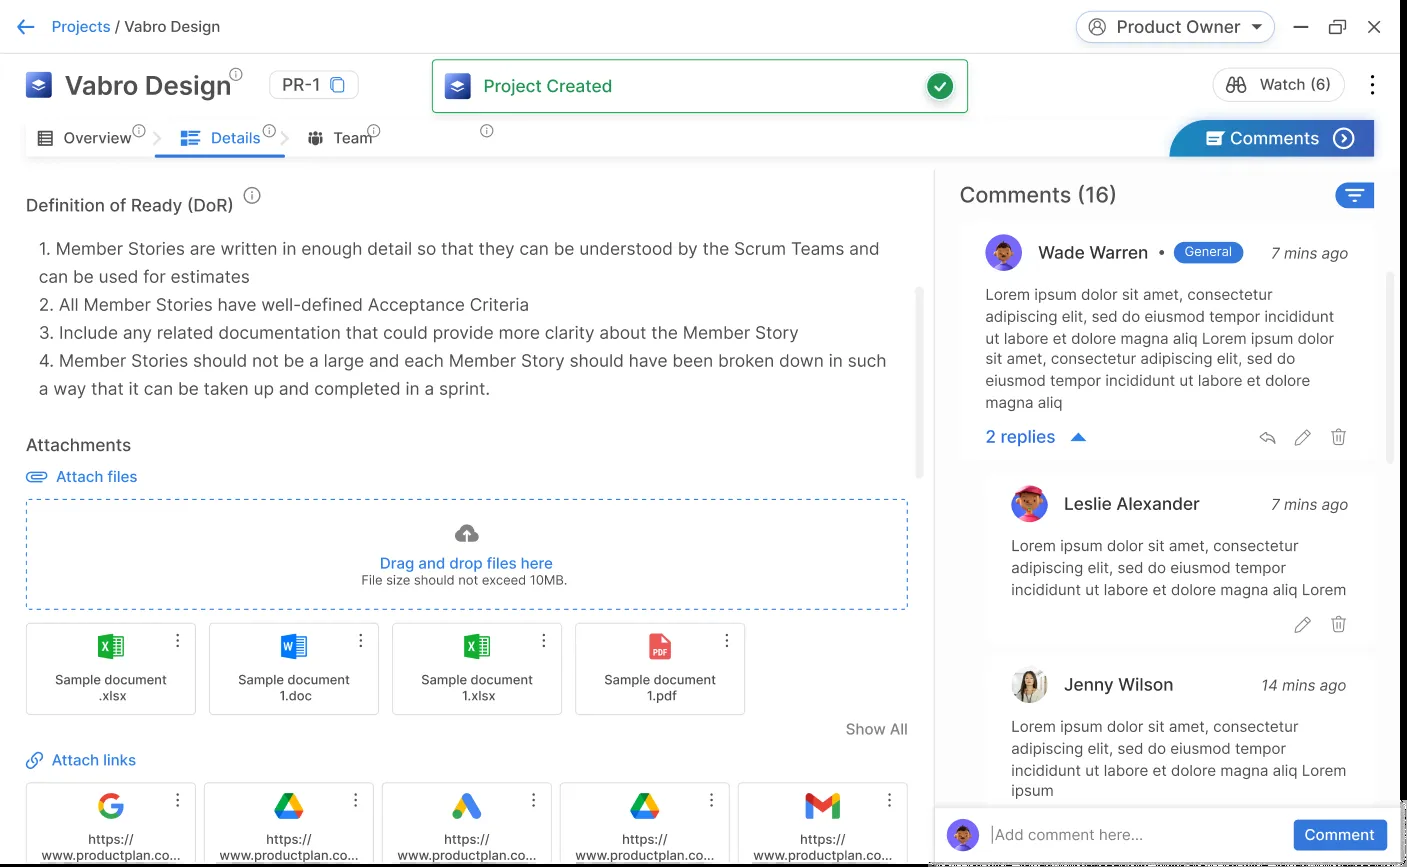 Projects / Vabro Design
Product Owner
Vabro Design
PR-1
Project Created
Watch (6)
Overview
Details
Team
Comments
Definition of Ready (DoR)
1. Member Stories are written in enough detail so that they can be understood by the Scrum Teams and
can be used for estimates
2. All Member Stories have well-defined Acceptance Criteria
3. Include any related documentation that could provide more clarity about the Member Story
4. Member Stories should not be a large and each Member Story should have been broken down in such
a way that it can be taken up and completed in a sprint.
Attachments
Attach files
Drag and drop files here
File size should not exceed 10MB.
Sample document
.xlsx
Sample document
1.doc
Sample document
1.xlsx
PDF
Sample document
1.pdf
Show All
Attach links
https://
www.productplan.co...
https://
www.productplan.co...
https://
www.productplan.co...
https://
www.productplan.co...
https://
www.productplan.co...
Comments (16)
Wade Warren • General 7 mins ago
Lorem ipsum dolor sit amet, consectetur
adipiscing elit, sed do eiusmod tempor incididunt
ut labore et dolore magna aliq Lorem ipsum dolor
sit amet, consectetur adipiscing elit, sed do
eiusmod tempor incididunt ut labore et dolore
magna aliq
2 replies
Leslie Alexander 7 mins ago
Lorem ipsum dolor sit amet, consectetur
adipiscing elit, sed do eiusmod tempor
incididunt ut labore et dolore magna aliq Lorem
Jenny Wilson 14 mins ago
Lorem ipsum dolor sit amet, consectetur
adipiscing elit, sed do eiusmod tempor
incididunt ut labore et dolore magna aliq Lorem
ipsum
Add comment here...
Comment